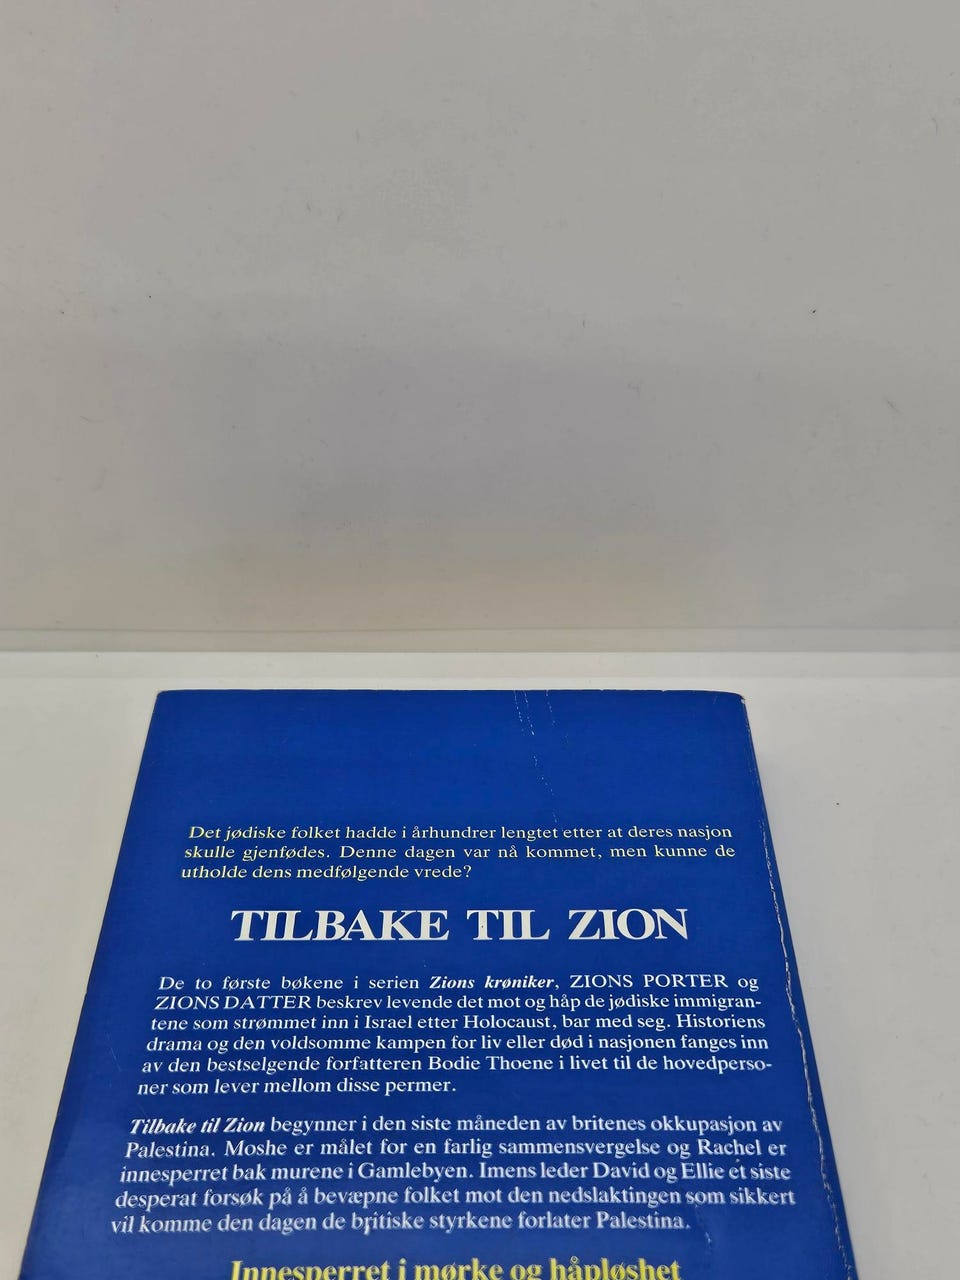 Det jødiske folket hadde i århundrer lengtet etter at deres nasjon
skulle gjenfødes. Denne dagen var nå kommet, men kunne de
utholde dens medfølgende vrede?
TILBAKE TIL ZION
De to første bøkene i serien Zions krøniker, ZIONS PORTER og
ZIONS DATTER beskrev levende det mot og håp de jødiske immigran-
tene som strømmet inn i Israel etter Holocaust, bar med seg. Historiens
drama og den voldsomme kampen for liv eller død i nasjonen fanges inn
av den bestselgende forfatteren Bodie Thoene i livet til de hovedperso-
ner som lever mellom disse permer.
Tilbake til Zion begynner i den siste måneden av britenes okkupasjon av
Palestina. Moshe er målet for en farlig sammensvergelse og Rachel er
innesperret bak murene i Gamlebyen. Imens leder David og Ellie et siste
desperat forsøk på å bevæpne folket mot den nedslaktingen som sikkert
vil komme den dagen de britiske styrkene forlater Palestina.
Innesperret i mørke og håpløshet